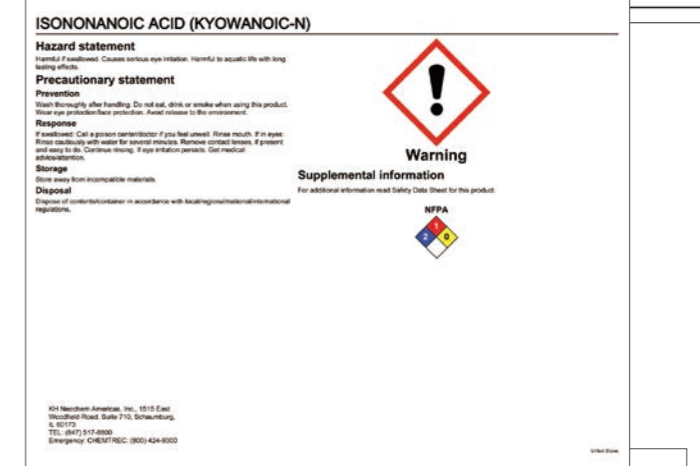 ISONONANOIC ACID (KYOWANOIC-N)
Hazard statement
Harmful if swallowed. Causes serious eye irritation. Harmful to aquatic life with long
lasting effects.
Precautionary statement
Prevention
Wash thoroughly after handling. Do not eat, drink or smoke when using this product.
Wear eye protection/face protection. Avoid release to the environment.
Response
If swallowed: Call a poison center/doctor if you feel unwell. Rinse mouth. If in eyes:
Rinse cautiously with water for several minutes. Remove contact lenses, if present
and easy to do. Continue rinsing. If eye irritation persists: Get medical
advice/attention.
Storage
Store away from incompatible materials.
Disposal
Dispose of contents/container in accordance with local/regional/national/international
regulations.
Warning
Supplemental information
For additional information read Safety Data Sheet for this product.
NFPA
1
2 0
KH Neochem Americas, Inc., 1515 East
Woodfield Road, Suite 710, Schaumburg,
IL 60173
TEL: (847) 517-8800
Emergency: CHEMTREC: (800) 424-9300
United States